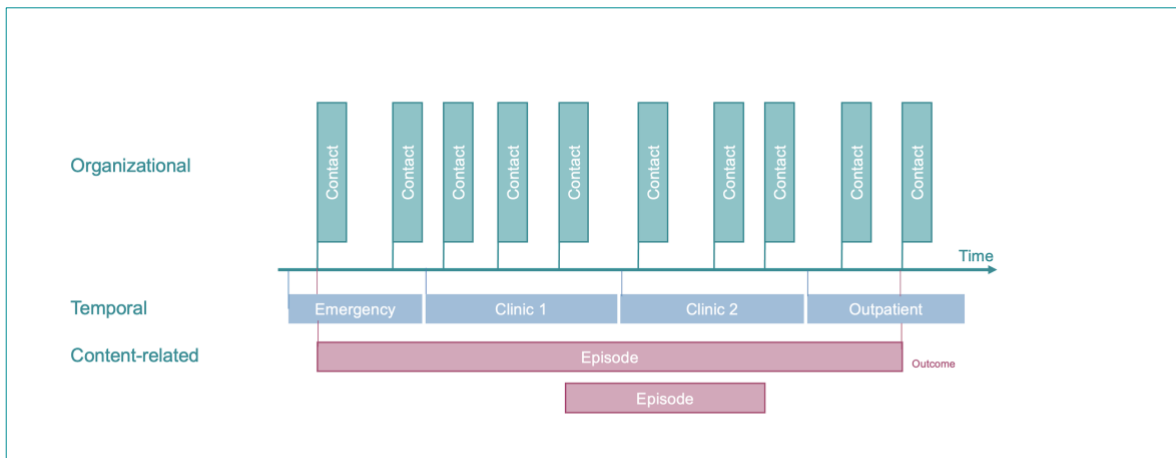 Organizational
Contact
Contact
Contact
Contact
Contact
Contact
Contact
Contact
Contact
Contact
Time
Temporal
Emergency
Clinic 1
Clinic 2
Outpatient
Content-related
Episode
Outcome
Episode